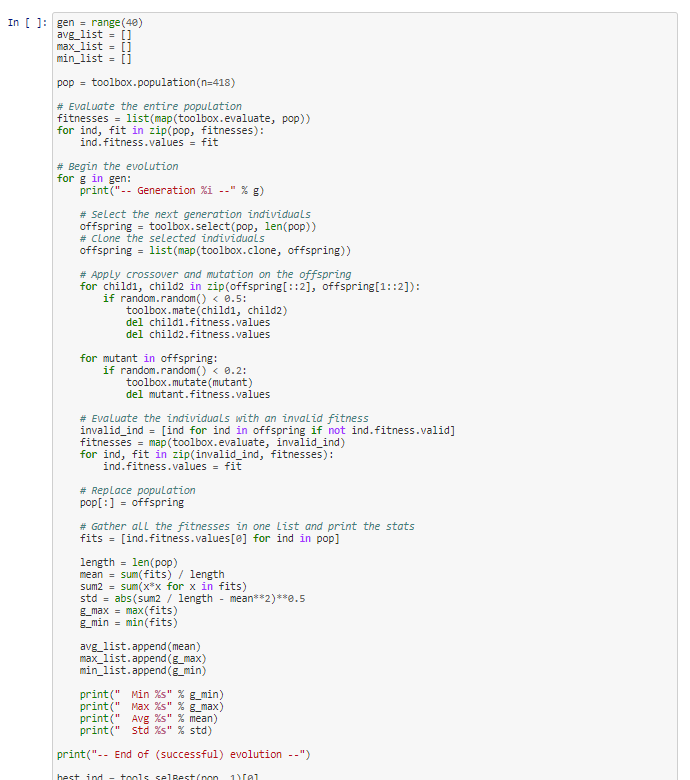 In [ ]: gen = range(40)
avg_list = []
max_list = []
min_list = []

pop = toolbox.population(n=418)

# Evaluate the entire population
fitnesses = list(map(toolbox.evaluate, pop))
for ind, fit in zip(pop, fitnesses):
    ind.fitness.values = fit

# Begin the evolution
for g in gen:
    print("-- Generation %i --" % g)

    # Select the next generation individuals
    offspring = toolbox.select(pop, len(pop))
    # Clone the selected individuals
    offspring = list(map(toolbox.clone, offspring))

    # Apply crossover and mutation on the offspring
    for child1, child2 in zip(offspring[::2], offspring[1::2]):
        if random.random() < 0.5:
            toolbox.mate(child1, child2)
            del child1.fitness.values
            del child2.fitness.values

    for mutant in offspring:
        if random.random() < 0.2:
            toolbox.mutate(mutant)
            del mutant.fitness.values

    # Evaluate the individuals with an invalid fitness
    invalid_ind = [ind for ind in offspring if not ind.fitness.valid]
    fitnesses = map(toolbox.evaluate, invalid_ind)
    for ind, fit in zip(invalid_ind, fitnesses):
        ind.fitness.values = fit

    # Replace population
    pop[:] = offspring

    # Gather all the fitnesses in one list and print the stats
    fits = [ind.fitness.values[0] for ind in pop]

    length = len(pop)
    mean = sum(fits) / length
    sum2 = sum(x*x for x in fits)
    std = abs(sum2 / length - mean**2)**0.5
    g_max = max(fits)
    g_min = min(fits)

    avg_list.append(mean)
    max_list.append(g_max)
    min_list.append(g_min)

    print("  Min %s" % g_min)
    print("  Max %s" % g_max)
    print("  Avg %s" % mean)
    print("  Std %s" % std)

print("-- End of (successful) evolution --")

best_ind = tools.selBest(pop, 1)[0]